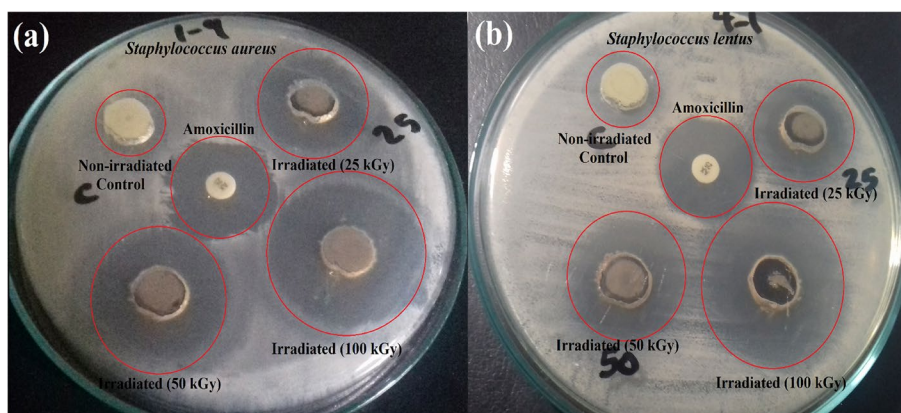 (a)
1-9
Staphylococcus aureus
Amoxicillin
Non-irradiated
Control
C
25
Irradiated (25 kGy)
Irradiated (50 kGy)
Irradiated (100 kGy)
(b)
4-1
Staphylococcus lentus
Amoxicillin
Non-irradiated
Control
C
25
Irradiated (25 kGy)
Irradiated (50 kGy)
50
Irradiated (100 kGy)